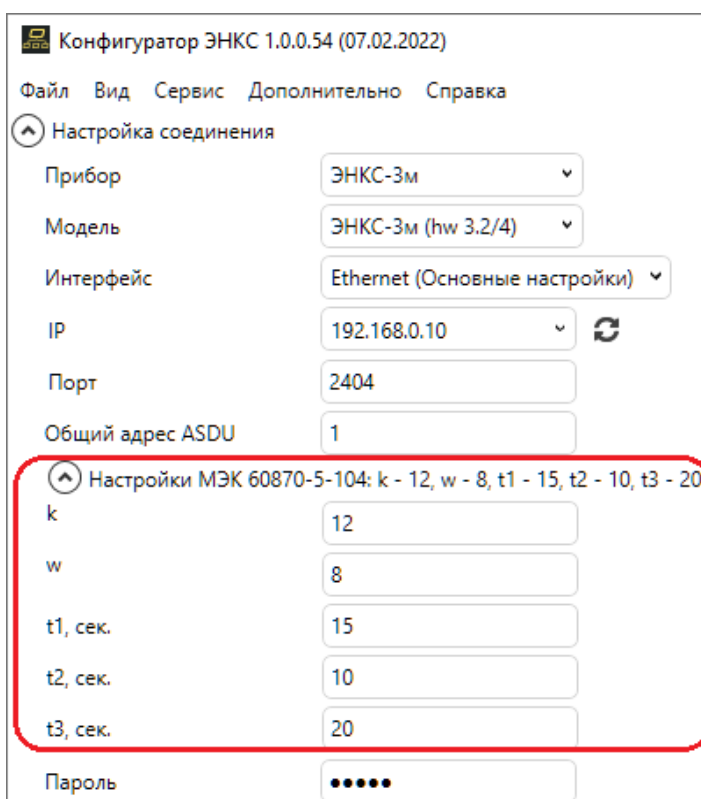 Конфигуратор ЭНКС 1.0.0.54 (07.02.2022)
Файл Вид Сервис Дополнительно Справка
Настройка соединения
Прибор ЭНКС-3м
Модель ЭНКС-3м (hw 3.2/4)
Интерфейс Ethernet (Основные настройки)
IP 192.168.0.10
Порт 2404
Общий адрес ASDU 1
Настройки МЭК 60870-5-104: k - 12, w - 8, t1 - 15, t2 - 10, t3 - 20
k 12
w 8
t1, сек. 15
t2, сек. 10
t3, сек. 20
Пароль •••••